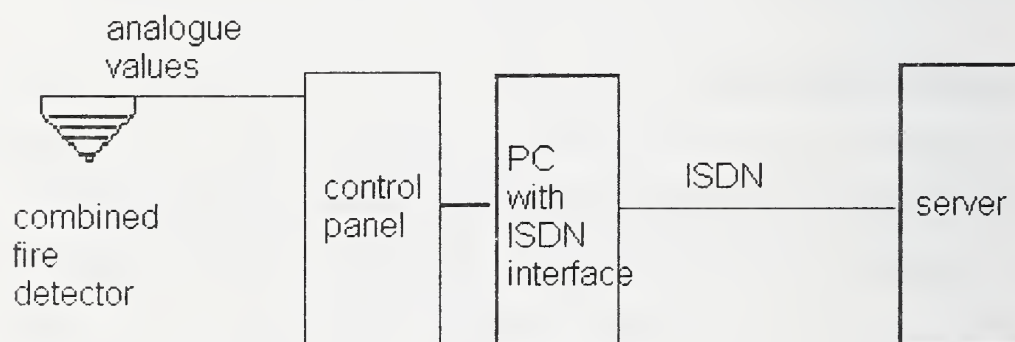 analogue
values
combined
fire
detector
control
panel
PC
with
ISDN
interface
ISDN
server